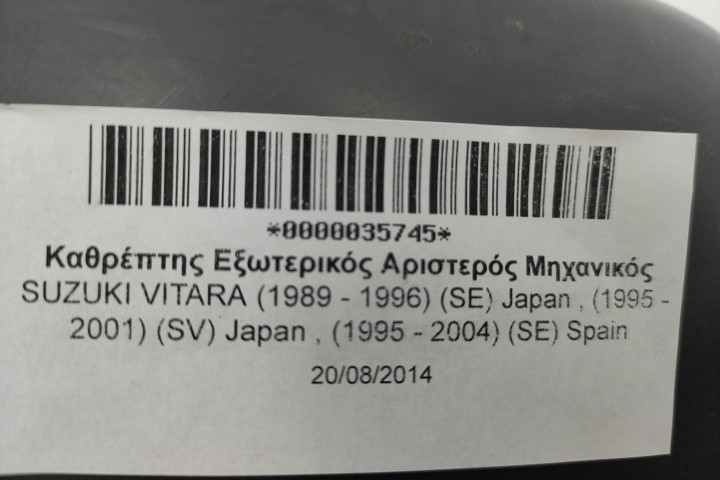 *0000035745*
Καθρέπτης Εξωτερικός Αριστερός Μηχανικός
SUZUKI VITARA (1989 - 1996) (SE) Japan , (1995 -
2001) (SV) Japan , (1995 - 2004) (SE) Spain
20/08/2014